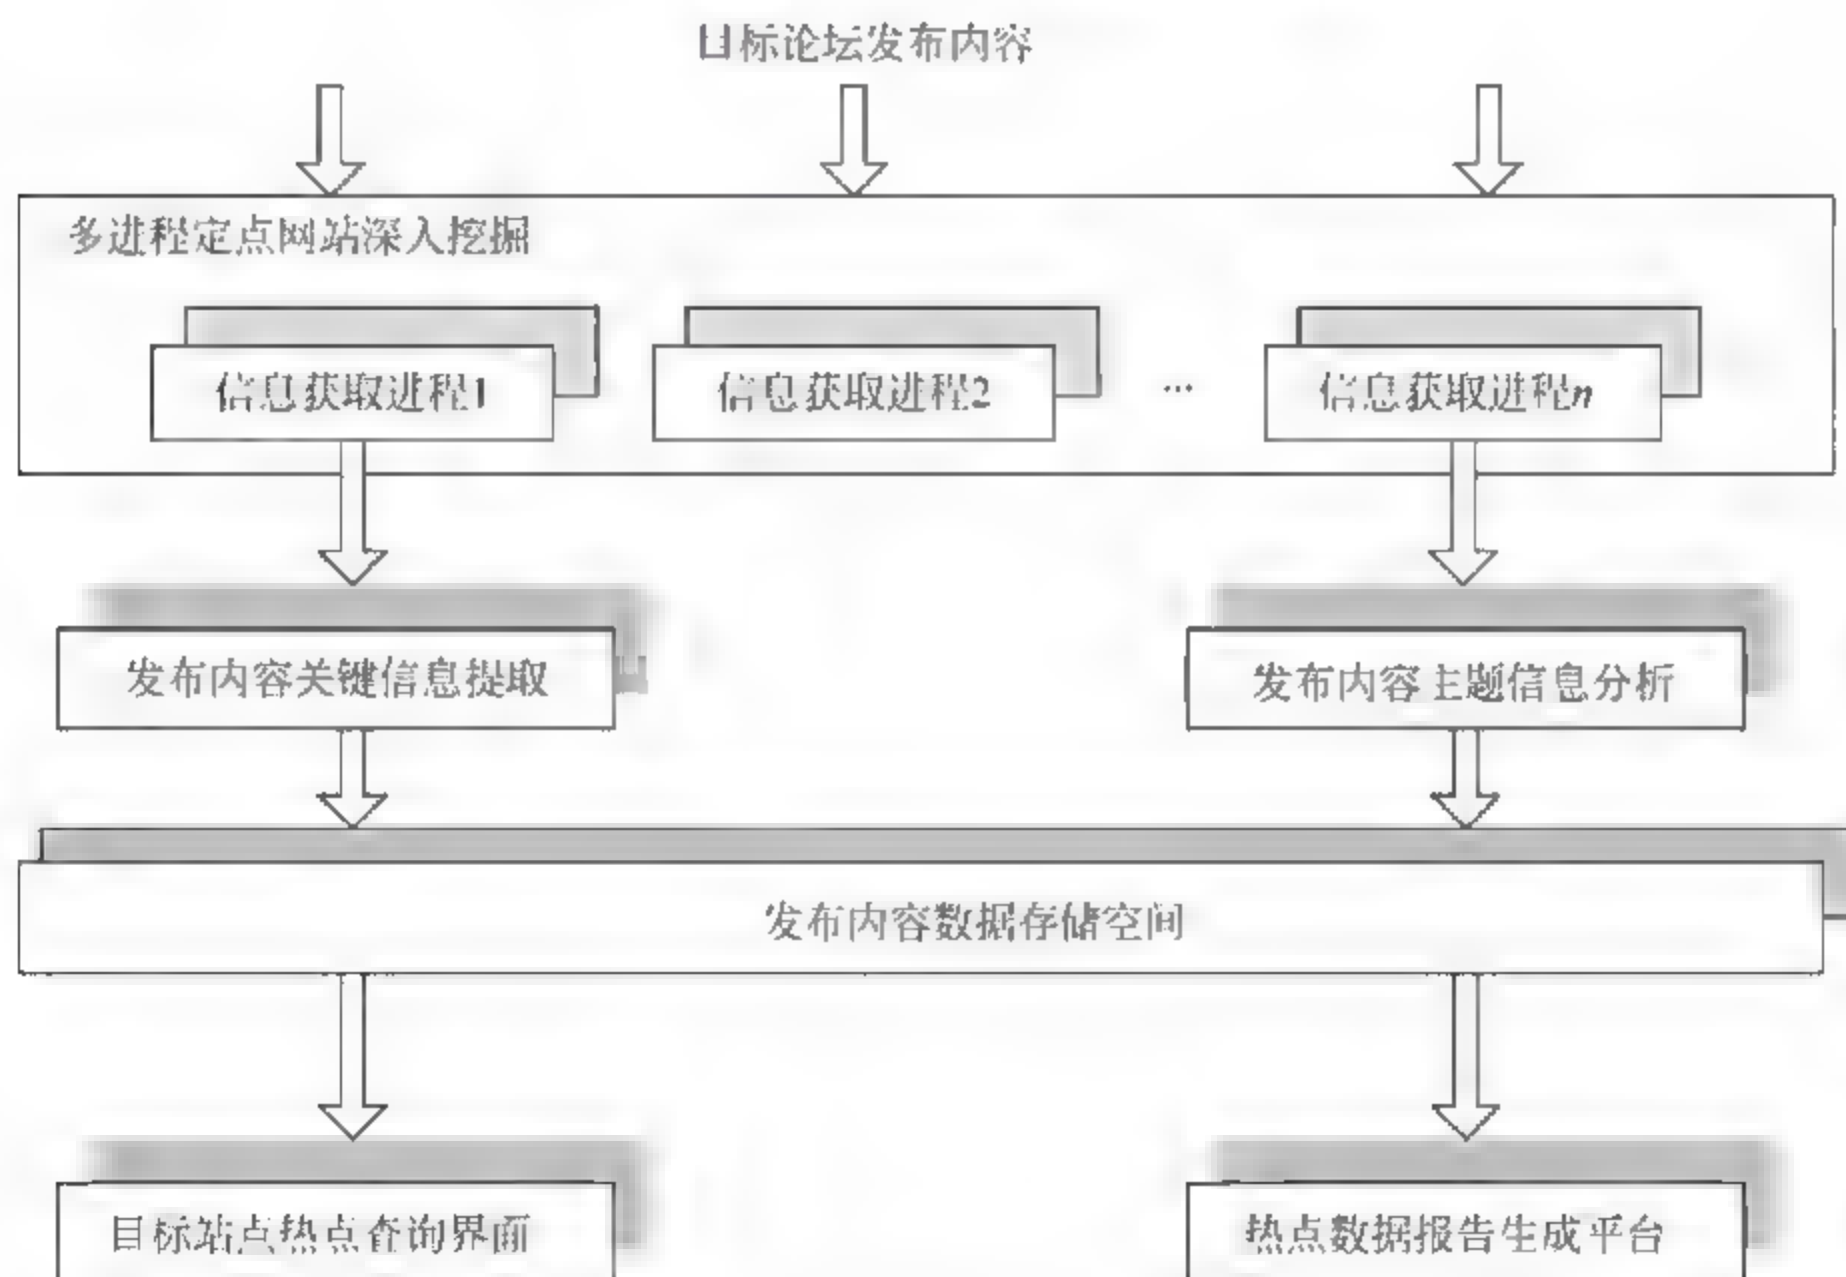 目标论坛发布内容
多进程定点网站深入挖掘
信息获取进程1
信息获取进程2
...
信息获取进程n
发布内容关键信息提取
发布内容主题信息分析
发布内容数据存储空间
目标站点热点查询界面
热点数据报告生成平台